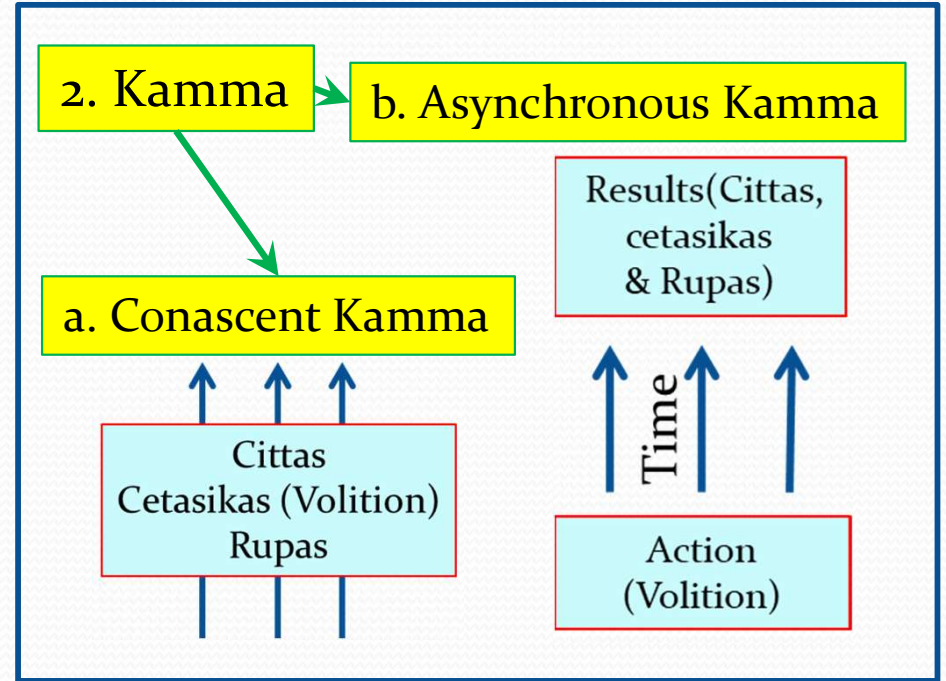 2. Kamma
b. Asynchronous Kamma
a. Conascent Kamma
Cittas
Cetasikas (Volition)
Rupas
Results(Cittas,
cetasikas
& Rupas)
Time
Action
(Volition)